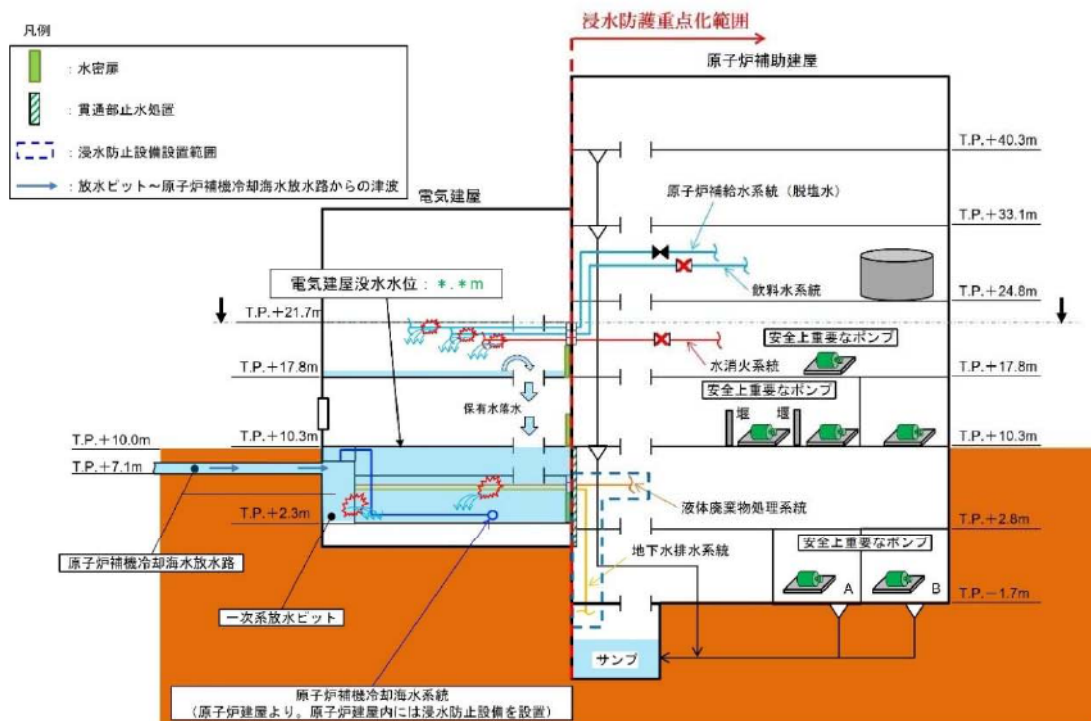 浸水防護重点化範囲
凡例
：水密扉
：貫通部止水処置
：浸水防止設備設置範囲
：放水ピット～原子炉補機冷却海水放水路からの津波
原子炉補助建屋
電気建屋
T.P.+40.3m
原子炉補給水系統（脱塩水）
T.P.+33.1m
電気建屋没水水位：*.*m
飲料水系統
T.P.+24.8m
T.P.+21.7m
安全上重要なポンプ
水消火系統
T.P.+17.8m
T.P.+17.8m
安全上重要なポンプ
保有水落水
堰
堰
T.P.+10.0m
T.P.+10.3m
T.P.+10.3m
T.P.+7.1m
液体廃棄物処理系統
T.P.+2.3m
T.P.+2.8m
地下水排水系統
安全上重要なポンプ
原子炉補機冷却海水放水路
A
B
T.P.−1.7m
一次系放水ピット
サンプ
原子炉補機冷却海水系統
（原子炉建屋より。原子炉建屋内には浸水防止設備を設置）